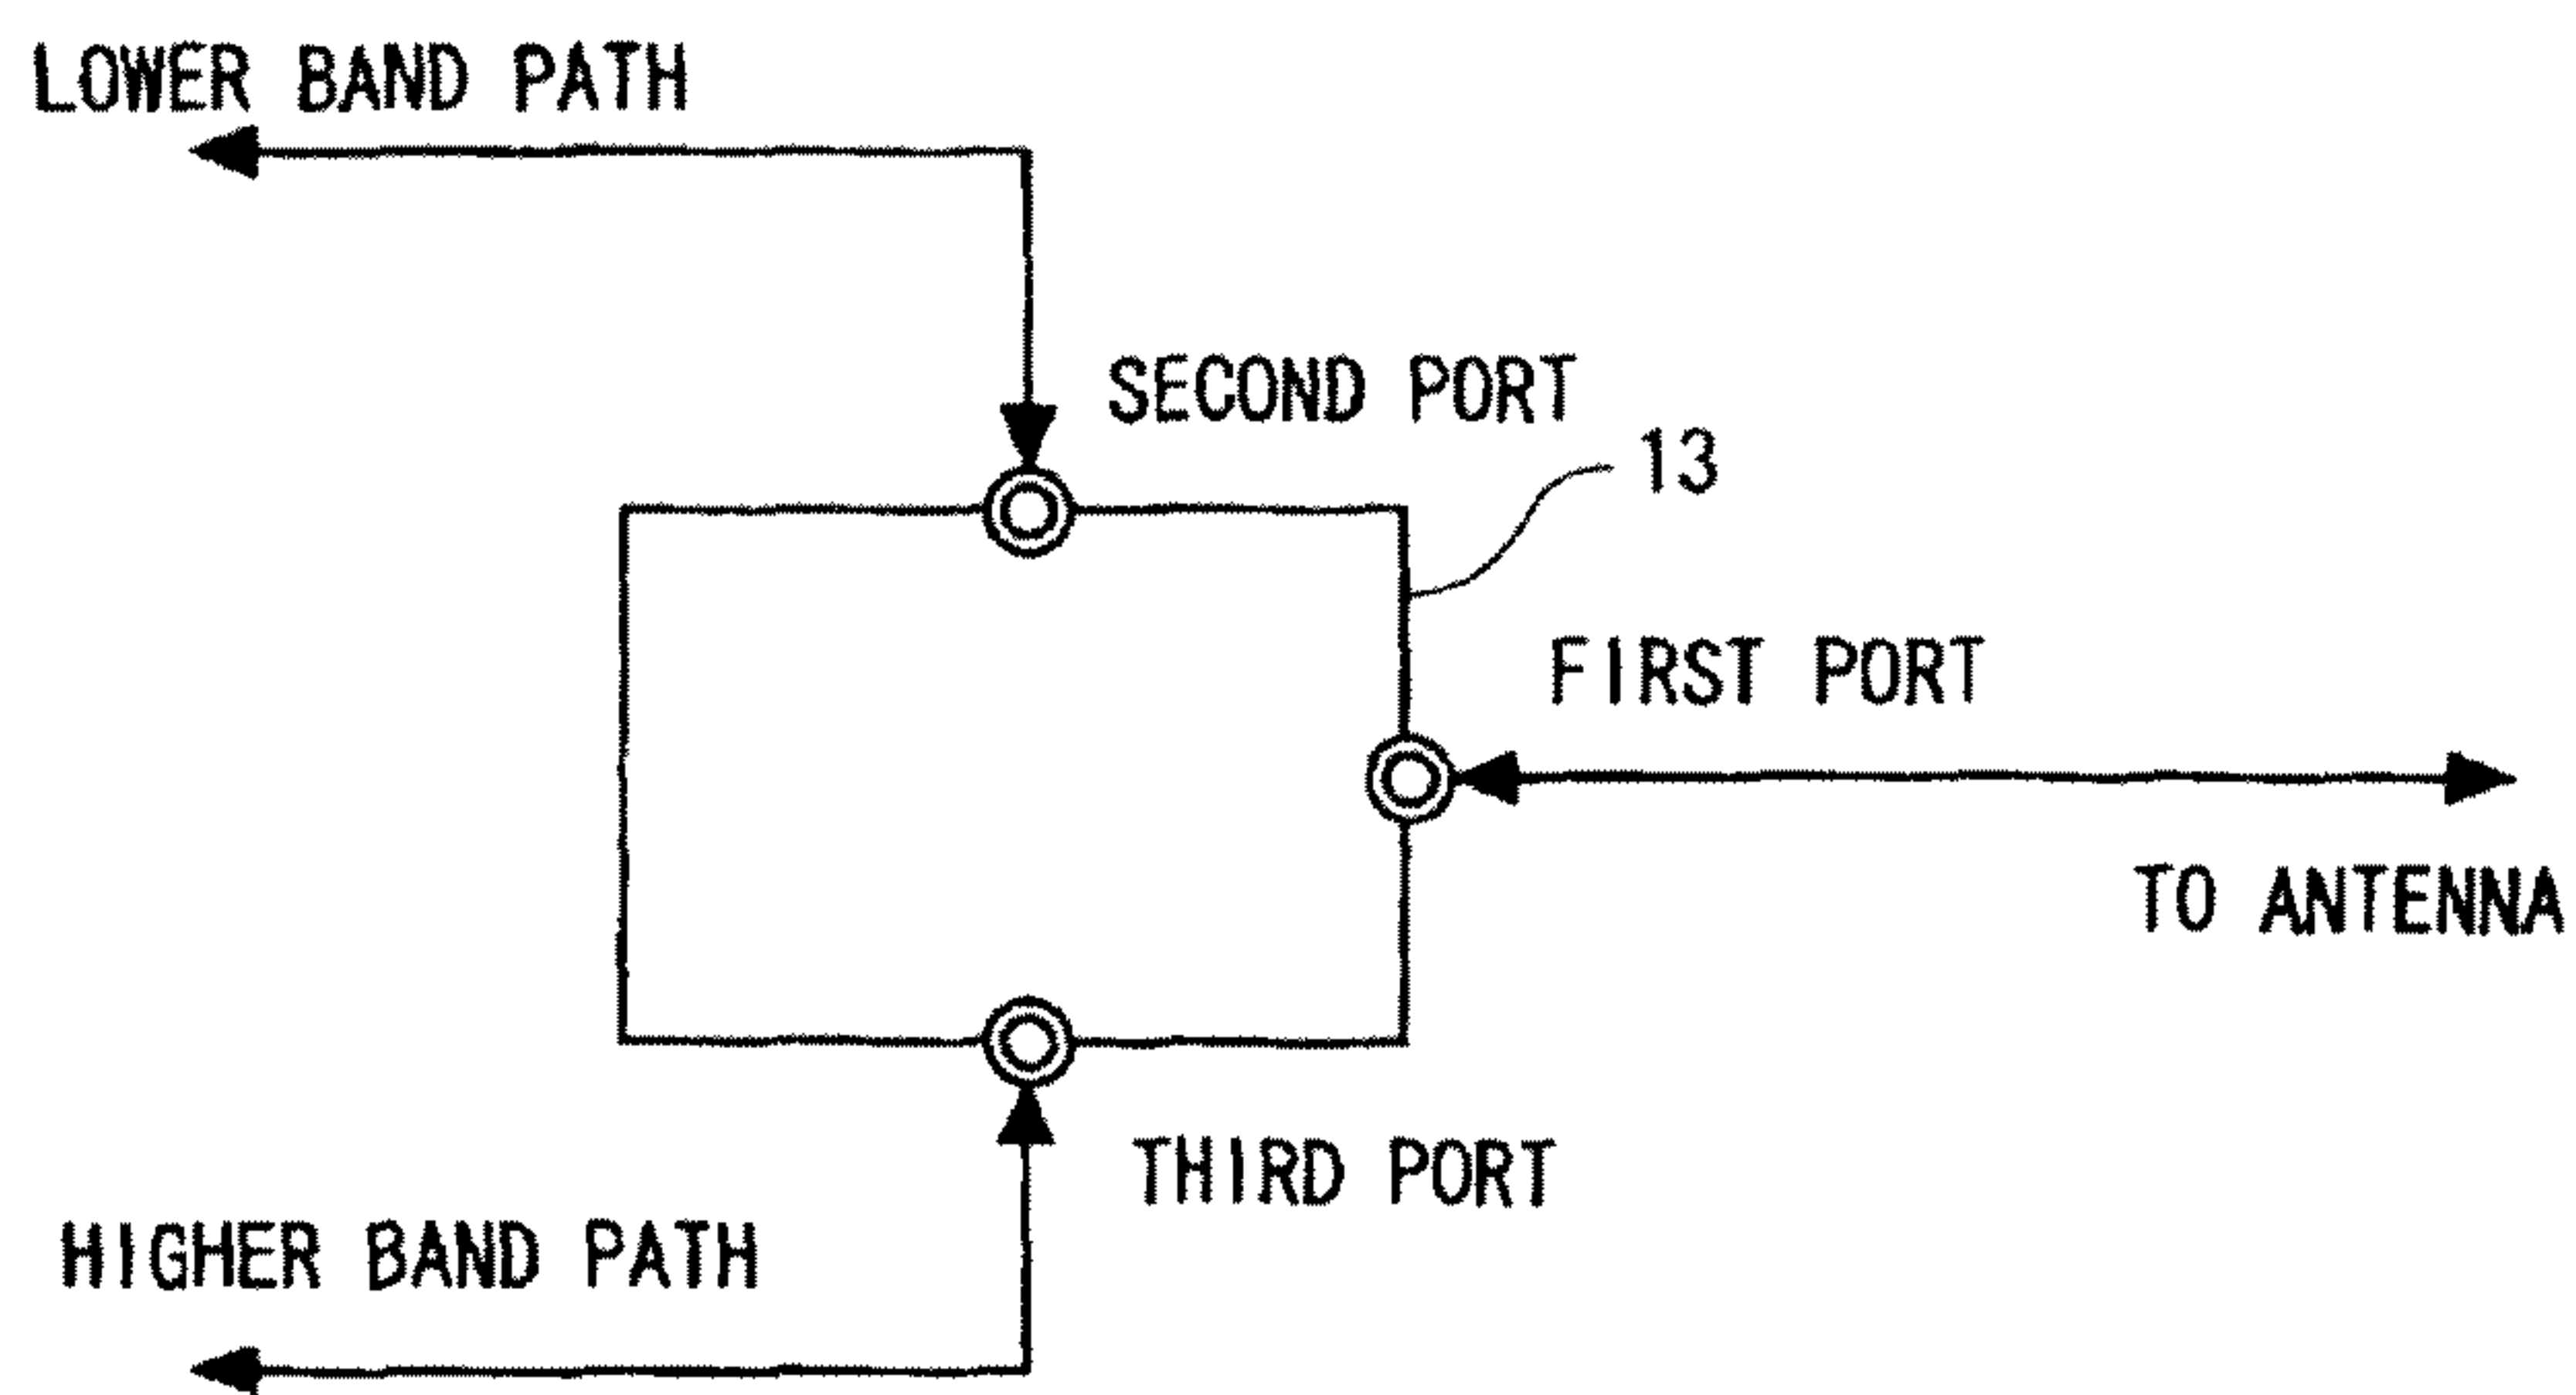 LOWER BAND PATH
SECOND PORT
13
FIRST PORT
TO ANTENNA
THIRD PORT
HIGHER BAND PATH